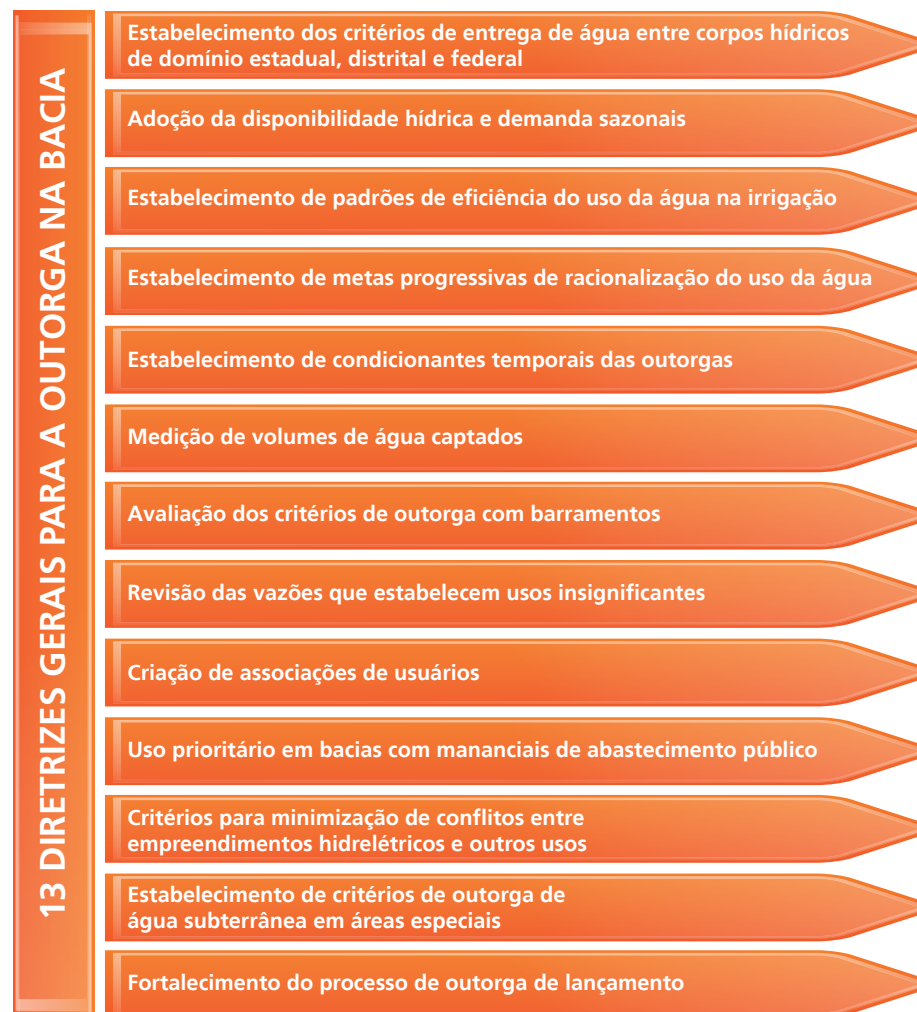 13 DIRETRIZES GERAIS PARA A OUTORGA NA BACIA
Estabelecimento dos critérios de entrega de água entre corpos hídricos
de domínio estadual, distrital e federal
Adoção da disponibilidade hídrica e demanda sazonais
Estabelecimento de padrões de eficiência do uso da água na irrigação
Estabelecimento de metas progressivas de racionalização do uso da água
Estabelecimento de condicionantes temporais das outorgas
Medição de volumes de água captados
Avaliação dos critérios de outorga com barramentos
Revisão das vazões que estabelecem usos insignificantes
Criação de associações de usuários
Uso prioritário em bacias com mananciais de abastecimento público
Critérios para minimização de conflitos entre
empreendimentos hidrelétricos e outros usos
Estabelecimento de critérios de outorga de
água subterrânea em áreas especiais
Fortalecimento do processo de outorga de lançamento